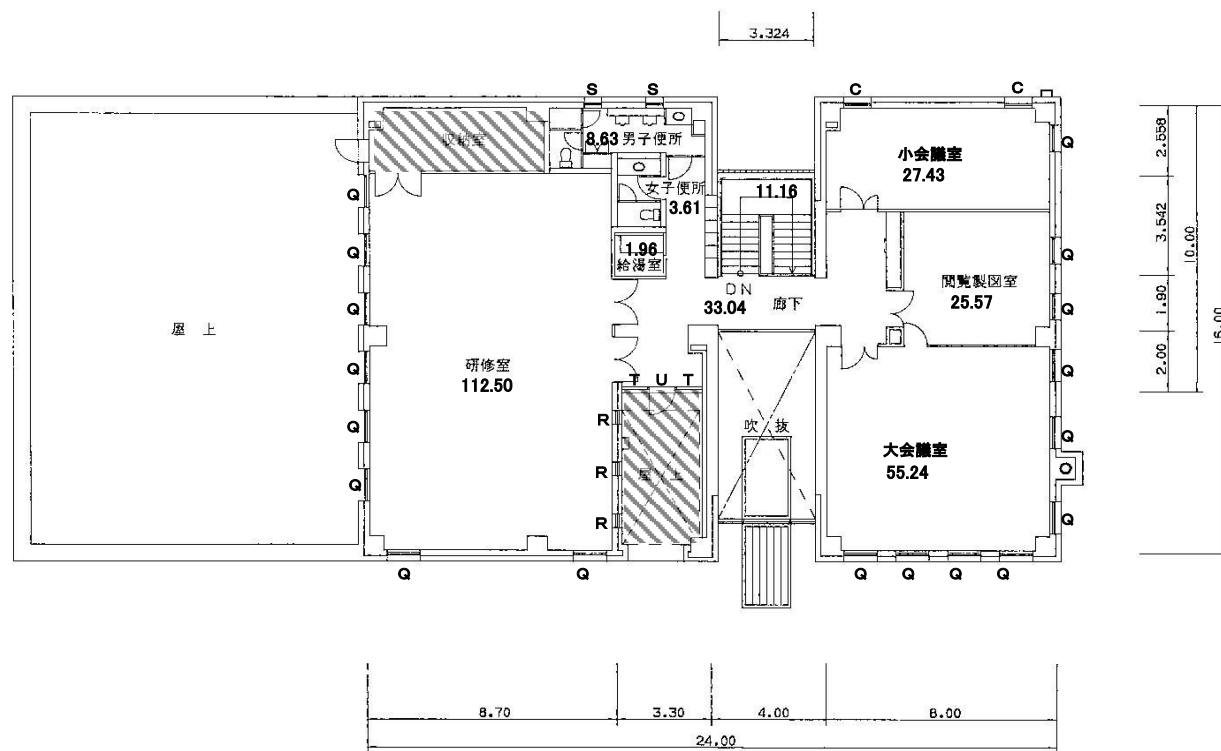 3.324
S
S
C
C
収納室
8.63 男子便所
小会議室
27.43
Q
2.558
女子便所
3.61
11.16
Q
3.542
10.00
1.96
給湯室
Q
Q
DN
33.04
廊下
閲覧製図室
25.57
Q
Q
1.90
16.00
屋 上
Q
研修室
112.50
Q
2.00
T U T
Q
R
吹 抜
大会議室
55.24
Q
R
屋 上
Q
R
Q
Q
Q
Q
Q
Q
Q
8.70
3.30
4.00
8.00
24.00